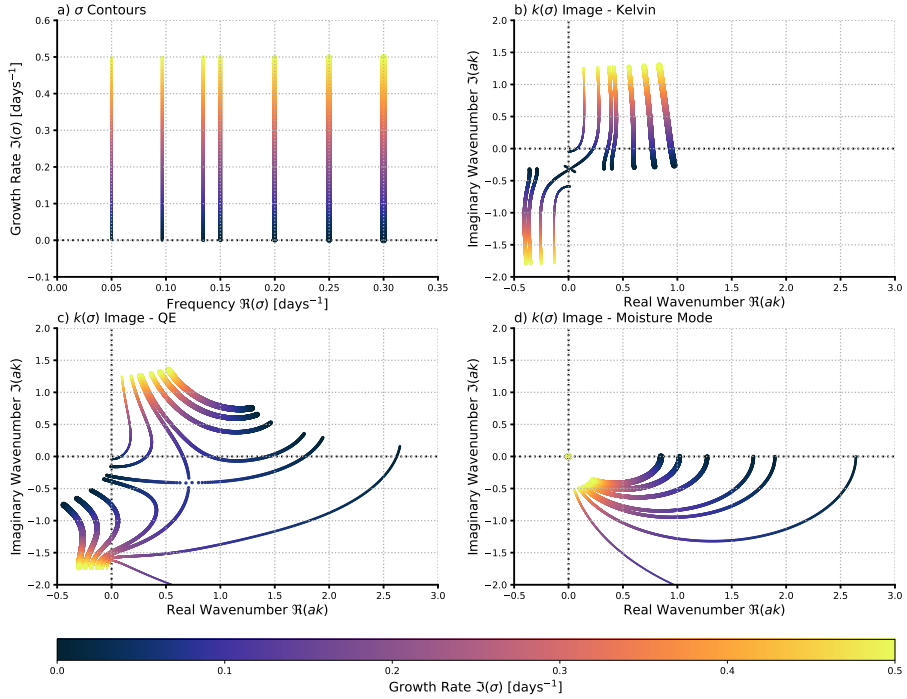 a) σ Contours
0.6
0.5
0.4
0.3
0.2
0.1
0.0
−0.1
Growth Rate ℑ(σ) [days⁻¹]
0.00 0.05 0.10 0.15 0.20 0.25 0.30 0.35
Frequency ℜ(σ) [days⁻¹]
b) k(σ) Image - Kelvin
2.0
1.5
1.0
0.5
0.0
−0.5
−1.0
−1.5
−2.0
Imaginary Wavenumber ℑ(ak)
−0.5 0.0 0.5 1.0 1.5 2.0 2.5 3.0
Real Wavenumber ℜ(ak)
c) k(σ) Image - QE
2.0
1.5
1.0
0.5
0.0
−0.5
−1.0
−1.5
−2.0
Imaginary Wavenumber ℑ(ak)
−0.5 0.0 0.5 1.0 1.5 2.0 2.5 3.0
Real Wavenumber ℜ(ak)
d) k(σ) Image - Moisture Mode
2.0
1.5
1.0
0.5
0.0
−0.5
−1.0
−1.5
−2.0
Imaginary Wavenumber ℑ(ak)
−0.5 0.0 0.5 1.0 1.5 2.0 2.5 3.0
Real Wavenumber ℜ(ak)
0.0 0.1 0.2 0.3 0.4 0.5
Growth Rate ℑ(σ) [days⁻¹]